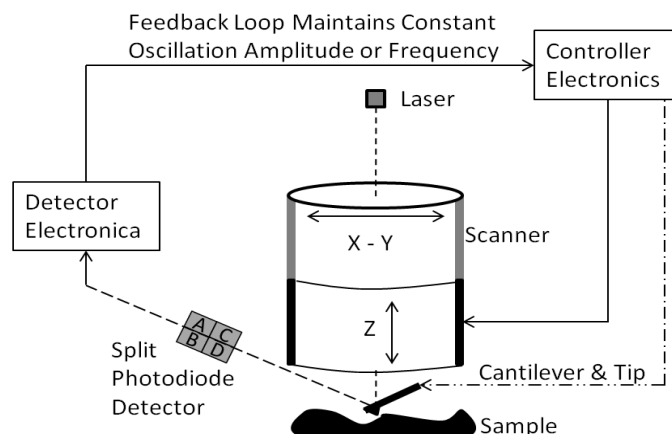 Feedback Loop Maintains Constant
Oscillation Amplitude or Frequency
Controller
Electronics
Laser
Detector
Electronica
X - Y
Scanner
Z
A C
B D
Split
Photodiode
Detector
Cantilever & Tip
Sample